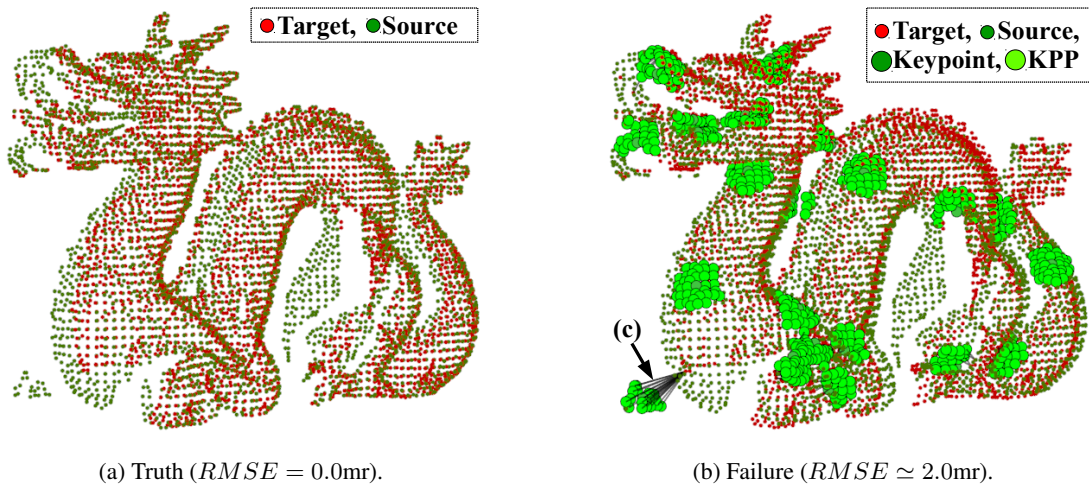 Target, Source
Target, Source,
Keypoint, KPP
(c)
(a) Truth (RMSE = 0.0mr).
(b) Failure (RMSE ≃ 2.0mr).